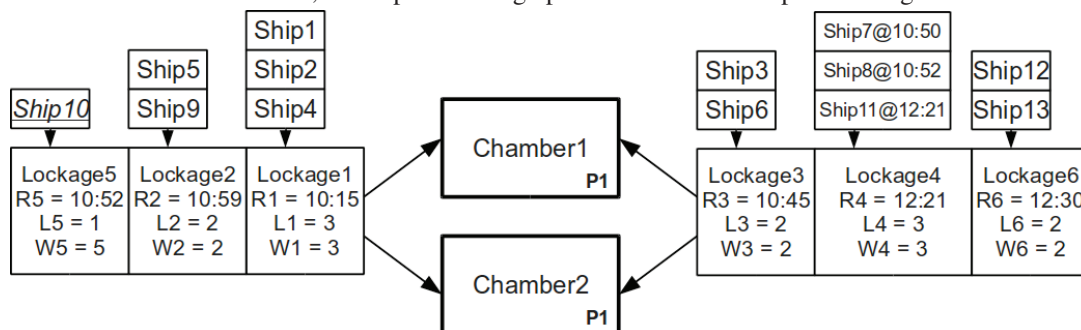 Ship10
Ship5
Ship9
Ship1
Ship2
Ship4
Lockage5
R5 = 10:52
L5 = 1
W5 = 5
Lockage2
R2 = 10:59
L2 = 2
W2 = 2
Lockage1
R1 = 10:15
L1 = 3
W1 = 3
Chamber1
P1
Chamber2
P1
Ship3
Ship6
Ship7@10:50
Ship8@10:52
Ship11@12:21
Ship12
Ship13
Lockage3
R3 = 10:45
L3 = 2
W3 = 2
Lockage4
R4 = 12:21
L4 = 3
W4 = 3
Lockage6
R6 = 12:30
L6 = 2
W6 = 2